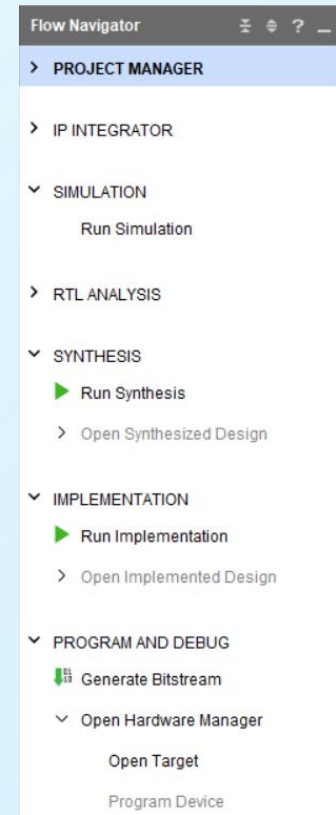 Flow Navigator ?
PROJECT MANAGER
IP INTEGRATOR
SIMULATION
Run Simulation
RTL ANALYSIS
SYNTHESIS
Run Synthesis
Open Synthesized Design
IMPLEMENTATION
Run Implementation
Open Implemented Design
PROGRAM AND DEBUG
Generate Bitstream
Open Hardware Manager
Open Target
Program Device